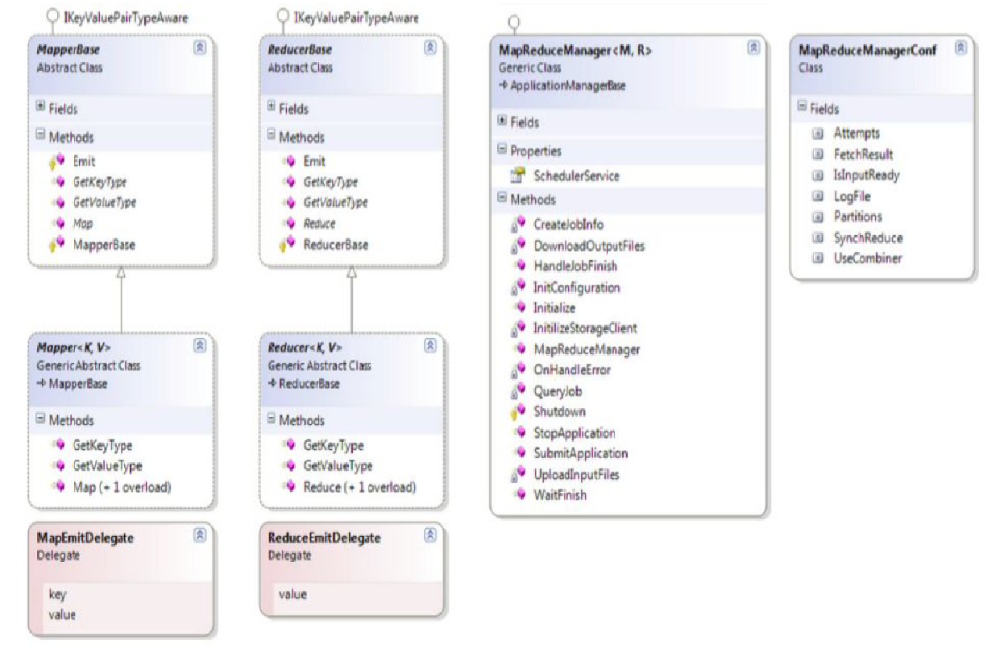 IKeyValuePairTypeAware
MapperBase
Abstract Class
Fields
Methods
Emit
GetKeyType
GetValueType
Map
MapperBase
Mapper<K, V>
Generic Abstract Class
MapperBase
Methods
GetKeyType
GetValueType
Map (+ 1 overload)
MapEmitDelegate
Delegate
key
value
IKeyValuePairTypeAware
ReducerBase
Abstract Class
Fields
Methods
Emit
GetKeyType
GetValueType
Reduce
ReducerBase
Reducer<K, V>
Generic Abstract Class
ReducerBase
Methods
GetKeyType
GetValueType
Reduce (+ 1 overload)
ReduceEmitDelegate
Delegate
value
MapReduceManager<M, R>
Generic Class
ApplicationManagerBase
Fields
Properties
SchedulerService
Methods
CreateJobInfo
DownloadOutputFiles
HandleJobFinish
InitConfiguration
Initialize
InitilizeStorageClient
MapReduceManager
OnHandleError
QueryJob
Shutdown
StopApplication
SubmitApplication
UploadInputFiles
WaitFinish
MapReduceManagerConf
Class
Fields
Attempts
FetchResult
IsInputReady
LogFile
Partitions
SynchReduce
UseCombiner